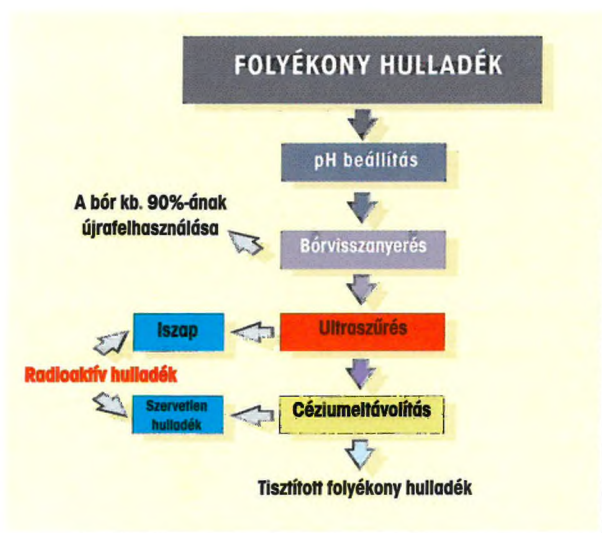 FOLYÉKONY HULLADÉK
pH beállítás
A bór kb. 90%-ának
újrafelhasználása
Bórvisszanyerés
Iszap
Ultraszűrés
Radioaktív hulladék
Szervetlen
hulladék
Céziumeltávolítás
Tisztított folyékony hulladék